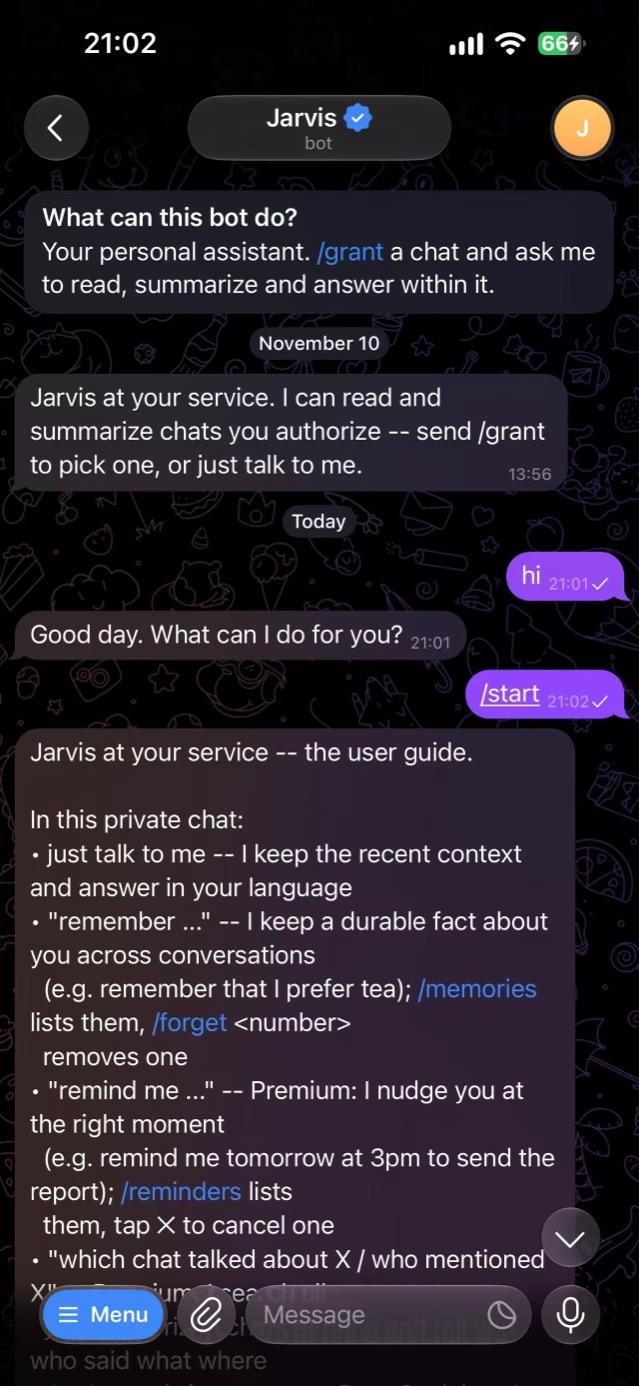 21:02
66
Jarvis
bot
J
What can this bot do?
Your personal assistant. /grant a chat and ask me
to read, summarize and answer within it.
November 10
Jarvis at your service. I can read and
summarize chats you authorize -- send /grant
to pick one, or just talk to me.
13:56
Today
hi 21:01
Good day. What can I do for you? 21:01
/start 21:02
Jarvis at your service -- the user guide.
In this private chat:
• just talk to me -- I keep the recent context
and answer in your language
• "remember ..." -- I keep a durable fact about
you across conversations
(e.g. remember that I prefer tea); /memories
lists them, /forget <number>
removes one
• "remind me ..." -- Premium: I nudge you at
the right moment
(e.g. remind me tomorrow at 3pm to send the
report); /reminders lists
them, tap ✕ to cancel one
• "which chat talked about X / who mentioned
X"
Menu
Message
who said what where